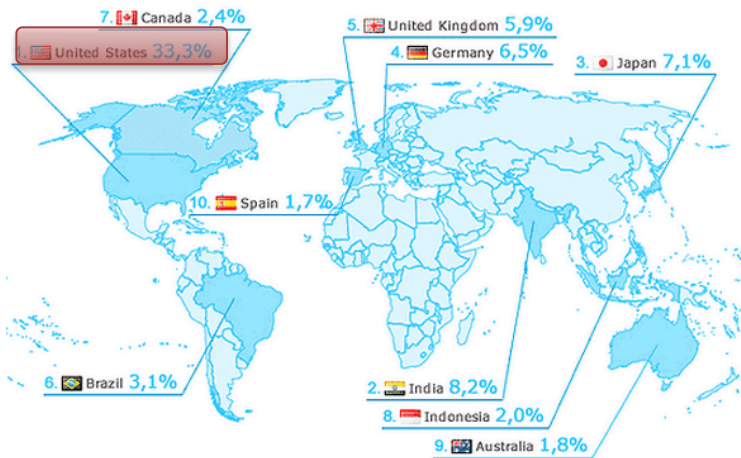 7. Canada 2,4%
1. United States 33,3%
5. United Kingdom 5,9%
4. Germany 6,5%
3. Japan 7,1%
10. Spain 1,7%
6. Brazil 3,1%
2. India 8,2%
8. Indonesia 2,0%
9. Australia 1,8%